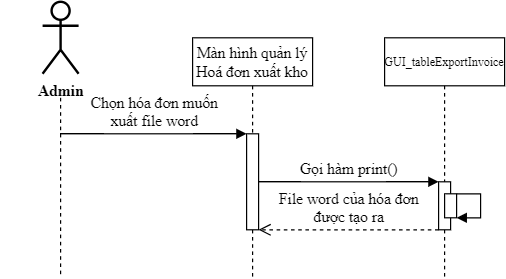 Màn hình quản lý
Hoá đơn xuất kho
GUI_tableExportInvoice
Admin
Chọn hóa đơn muốn
xuất file word
Gọi hàm print()
File word của hóa đơn
được tạo ra